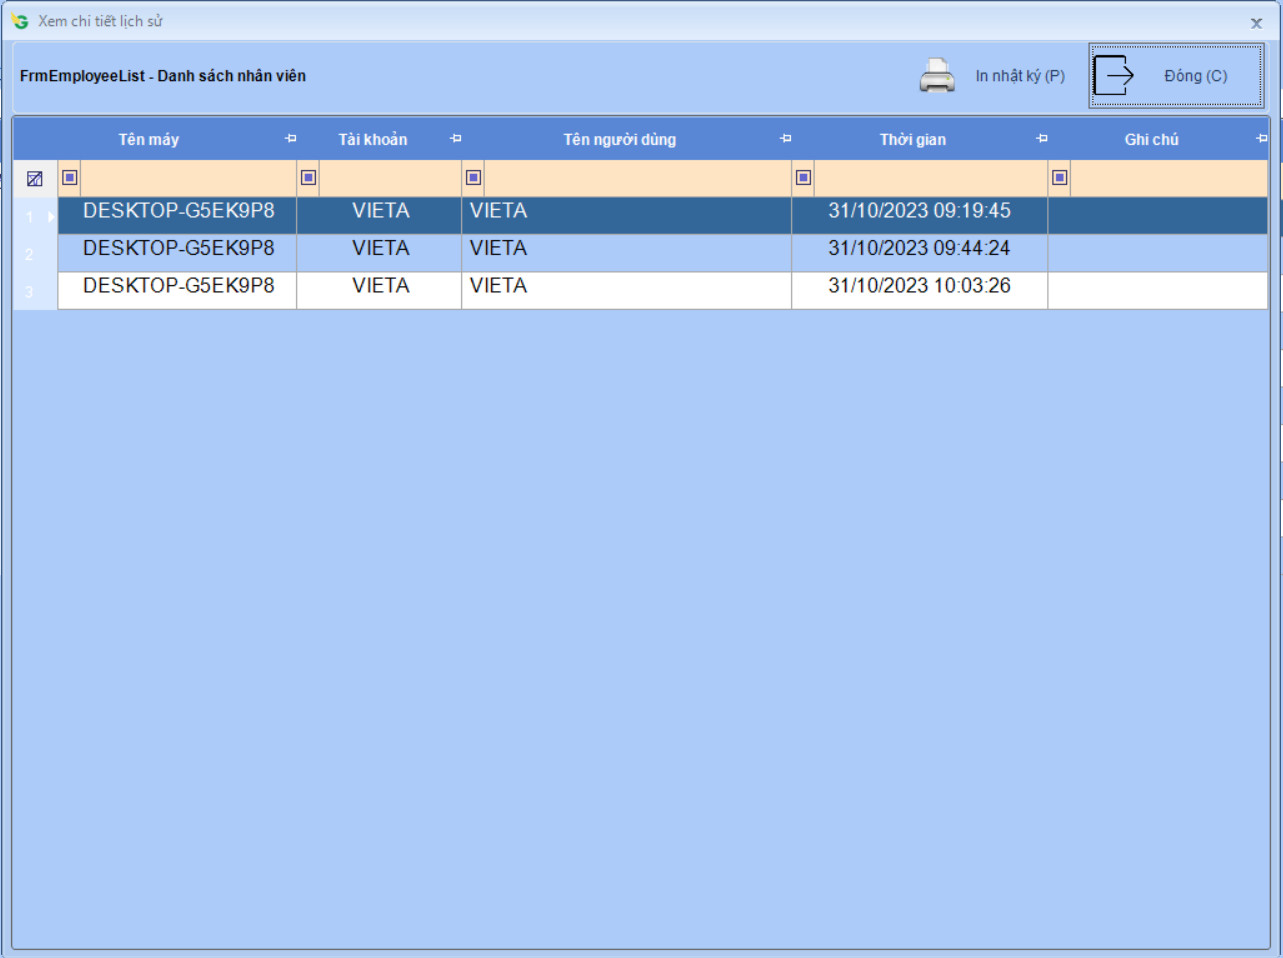 Xem chi tiết lịch sử
FrmEmployeeList - Danh sách nhân viên
In nhật ký (P)
Đóng (C)
Tên máy Tài khoản Tên người dùng Thời gian Ghi chú
1 DESKTOP-G5EK9P8 VIETA VIETA 31/10/2023 09:19:45
2 DESKTOP-G5EK9P8 VIETA VIETA 31/10/2023 09:44:24
3 DESKTOP-G5EK9P8 VIETA VIETA 31/10/2023 10:03:26